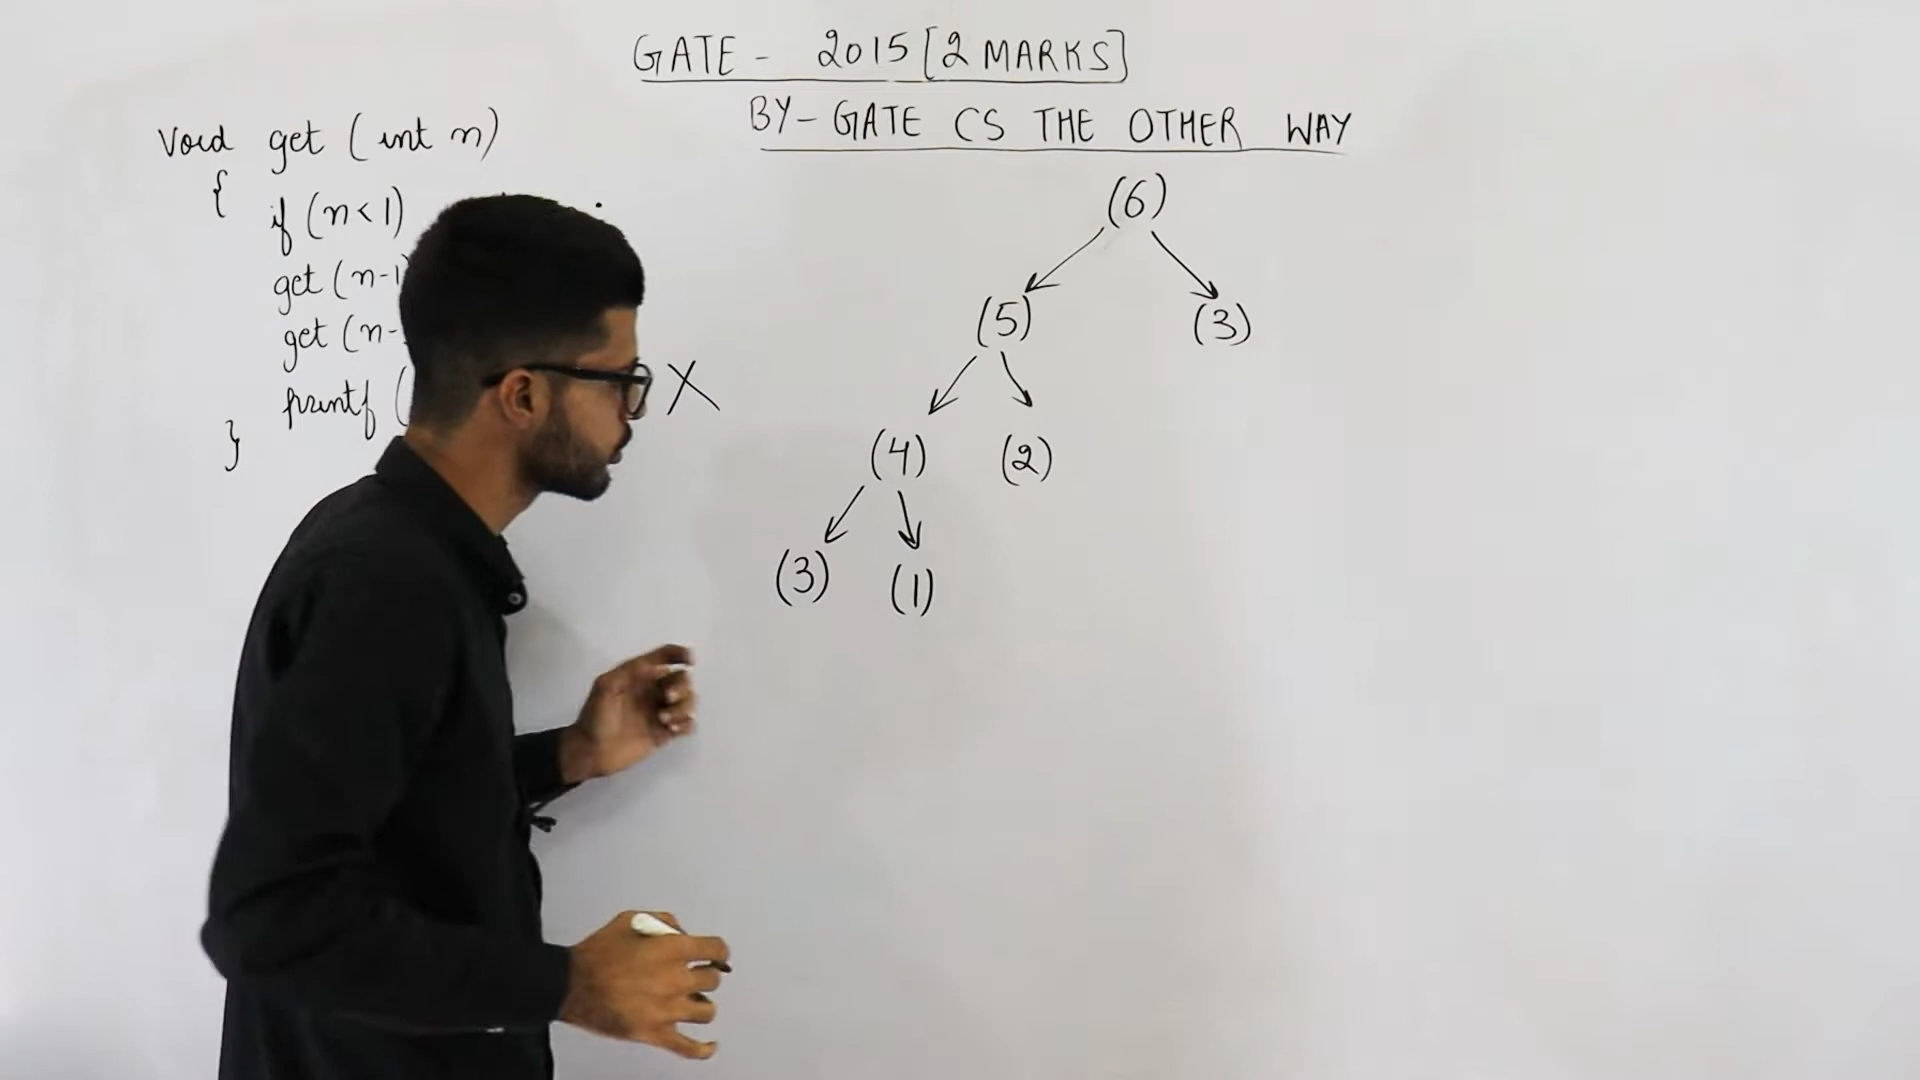 GATE - 2015 [2 MARKS]
BY - GATE CS THE OTHER WAY
Void get (int n)
{
if (n<1)
get (n-1
get (n-
printf (
}
X
(6)
(5) (3)
(4) (2)
(3) (1)